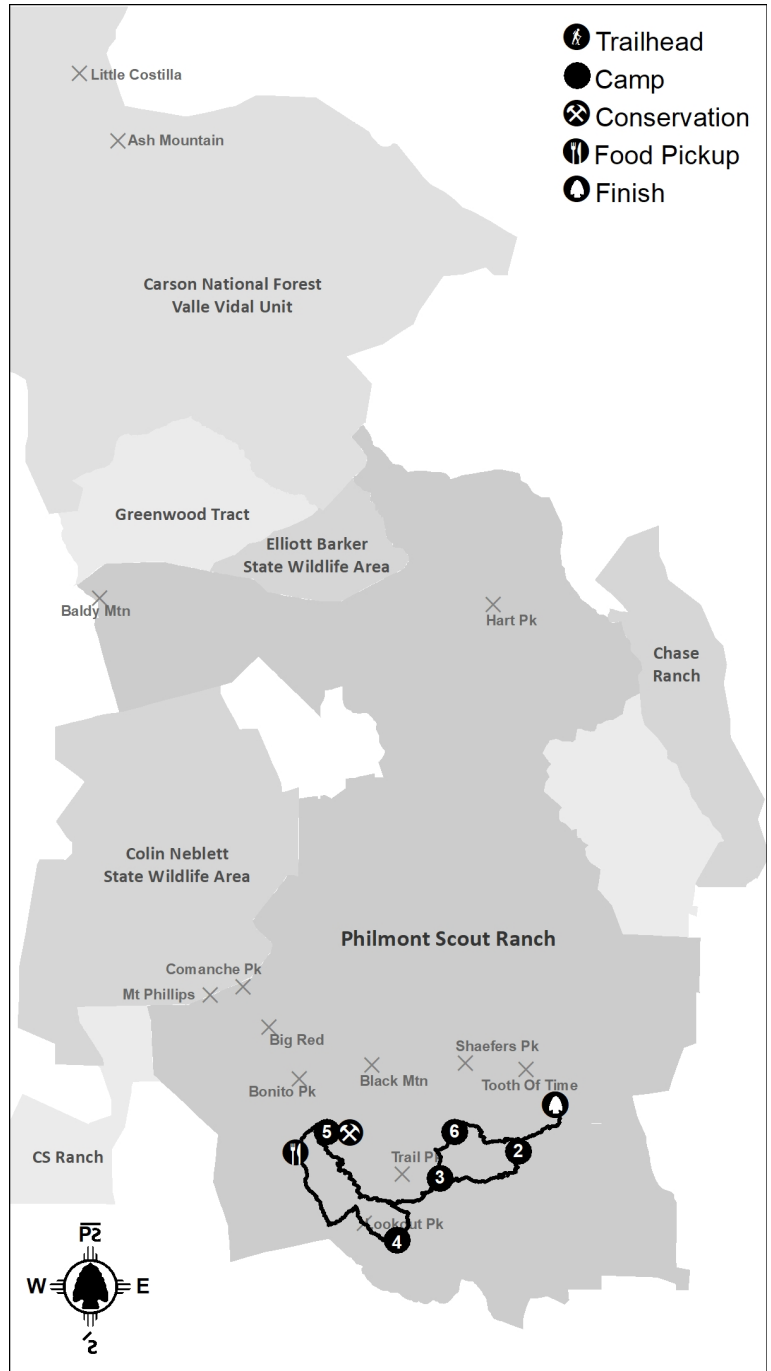 Trailhead
Camp
Conservation
Food Pickup
Finish
Little Costilla
Ash Mountain
Carson National Forest
Valle Vidal Unit
Greenwood Tract
Elliott Barker
State Wildlife Area
Baldy Mtn
Hart Pk
Chase
Ranch
Colin Neblett
State Wildlife Area
Philmont Scout Ranch
Comanche Pk
Mt Phillips
Big Red
Shaefers Pk
Black Mtn
Tooth Of Time
Bonito Pk
5
6
2
CS Ranch
Trail P
3
Lookout Pk
4
W
E